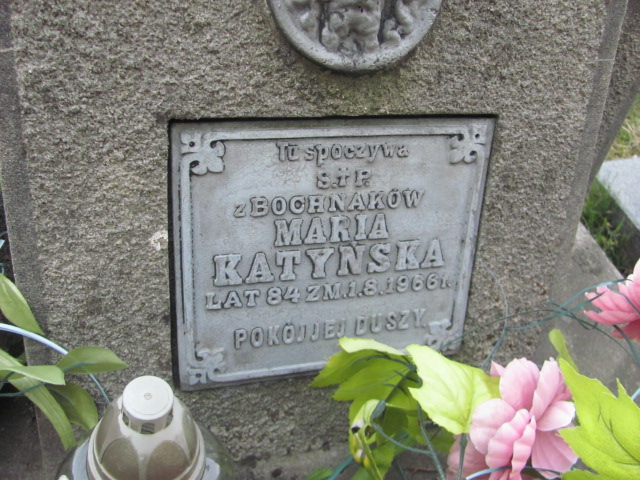 Tu spoczywa
Ś.†P.
z BOCHNAKÓW
MARIA
KATYŃSKA
LAT 84 ZM. 1.8.1966 r.
POKÓJ JEJ DUSZY